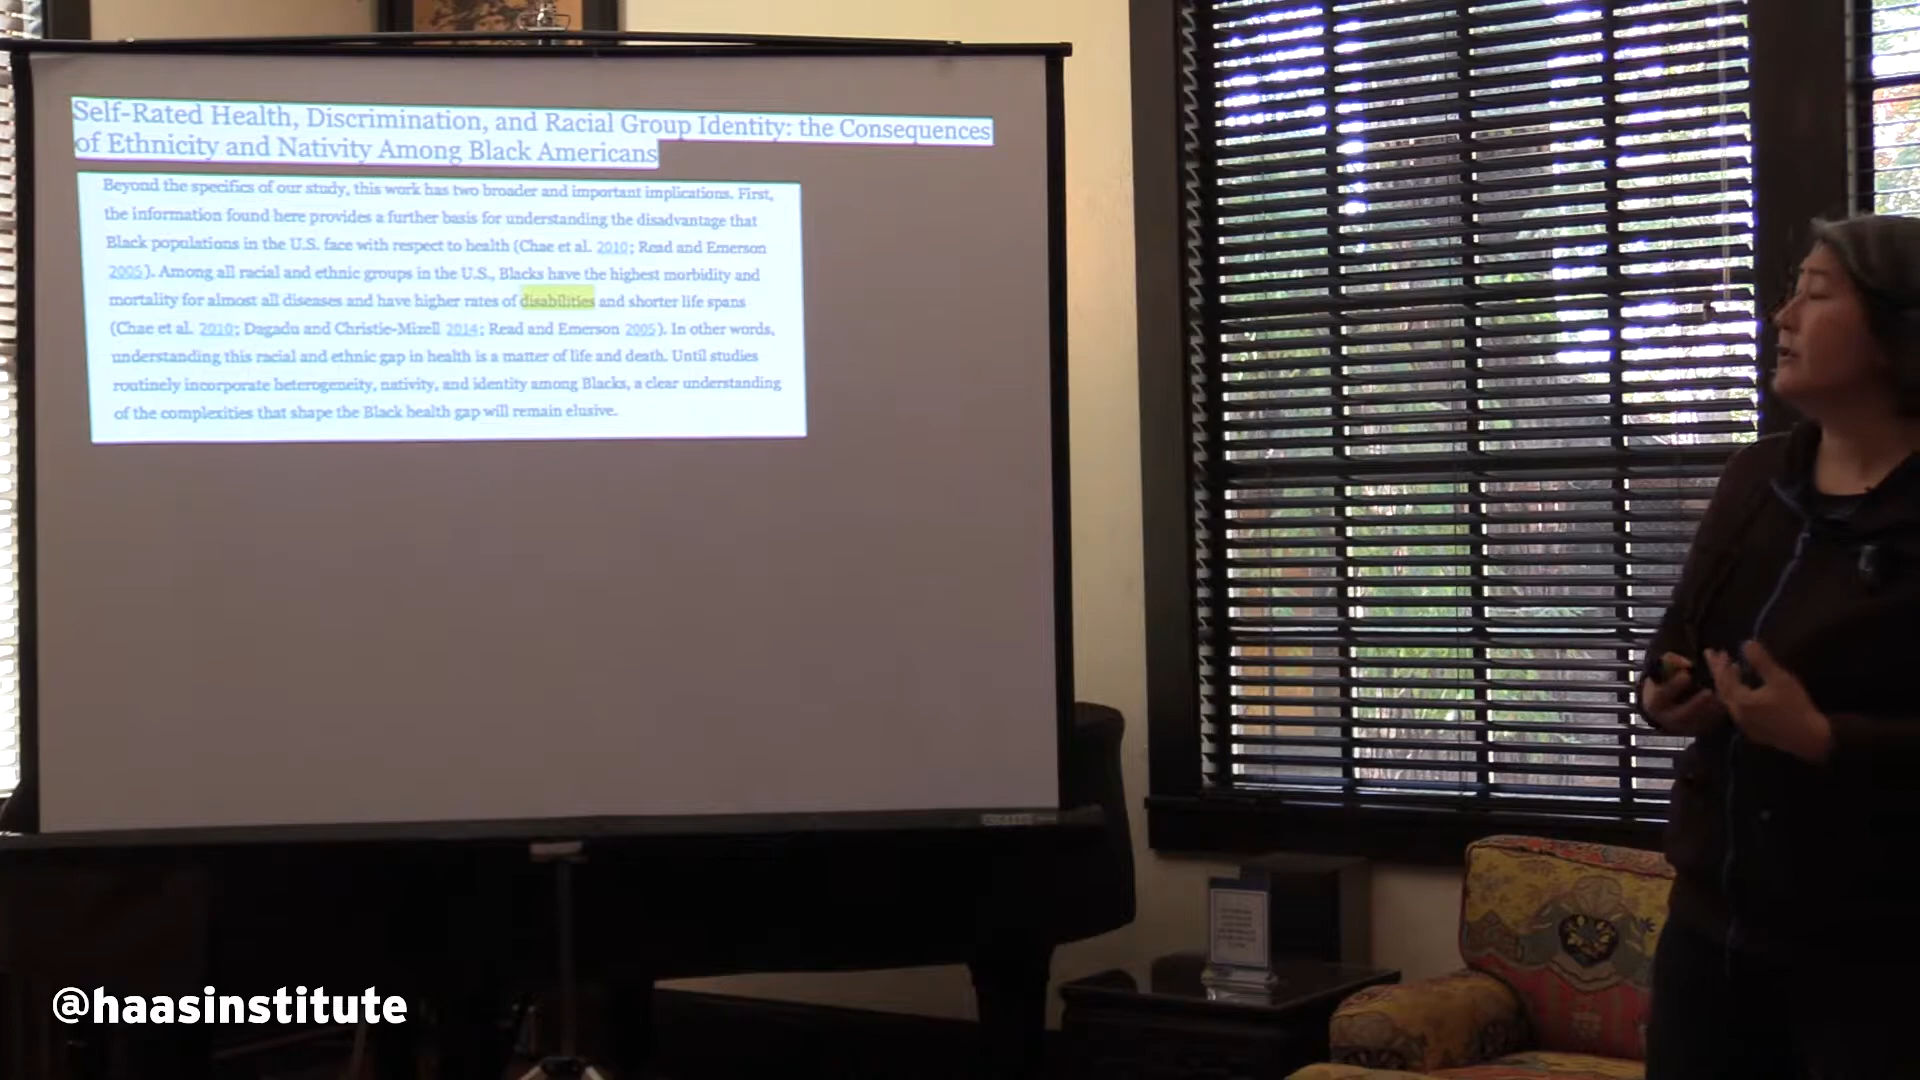 Self-Rated Health, Discrimination, and Racial Group Identity: the Consequences
of Ethnicity and Nativity Among Black Americans
Beyond the specifics of our study, this work has two broader and important implications. First,
the information found here provides a further basis for understanding the disadvantage that
Black populations in the U.S. face with respect to health (Chae et al. 2010; Read and Emerson
2005). Among all racial and ethnic groups in the U.S., Blacks have the highest morbidity and
mortality for almost all diseases and have higher rates of disabilities and shorter life spans
(Chae et al. 2010; Dagadu and Christie-Mizell 2014; Read and Emerson 2005). In other words,
understanding this racial and ethnic gap in health is a matter of life and death. Until studies
routinely incorporate heterogeneity, nativity, and identity among Blacks, a clear understanding
of the complexities that shape the Black health gap will remain elusive.
@haasinstitute